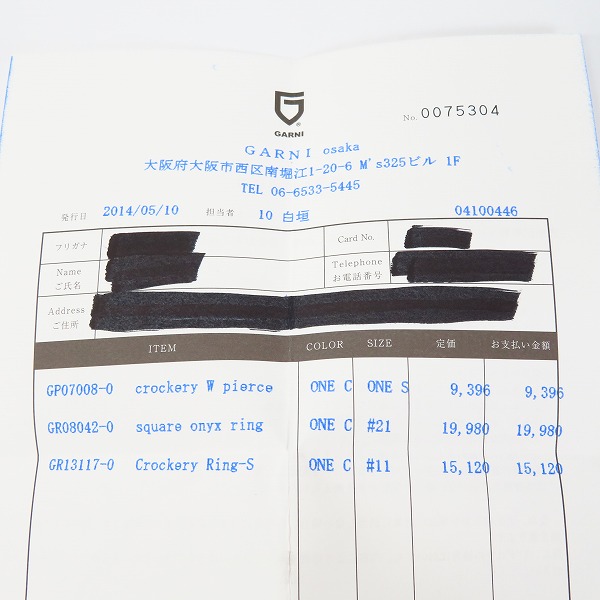 GARNI
No. 0075304
GARNI osaka
大阪府大阪市西区南堀江1-20-6 M's325ビル 1F
TEL 06-6533-5445
発行日 2014/05/10 担当者 10 白垣 04100446
フリガナ Card No.
Name Telephone
ご氏名 お電話番号
Address
ご住所
ITEM COLOR SIZE 定価 お支払い金額
GP07008-0 crockery W pierce ONE C ONE S 9,396 9,396
GR08042-0 square onyx ring ONE C #21 19,980 19,980
GR13117-0 Crockery Ring-S ONE C #11 15,120 15,120